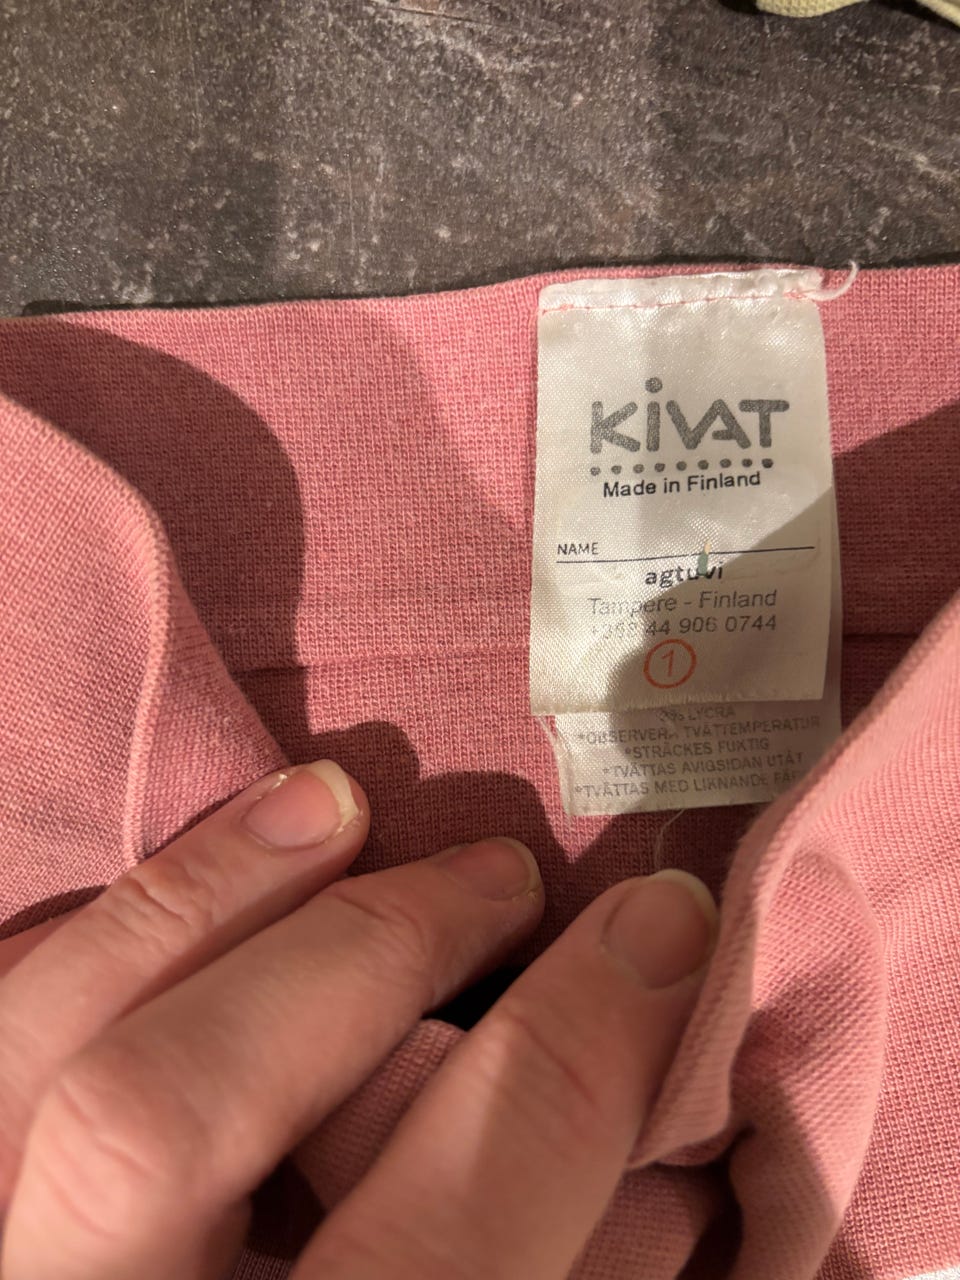 KiVAT
Made in Finland
NAME
agtuvi
Tampere - Finland
+358 44 906 0744
1
LYCRA
*OBSERVERA TVÄTTEMPERATUR
*STRÄCKES FUKTIG
*TVÄTTAS AVIGSIDAN UTÅT
*TVÄTTAS MED LIKNANDE